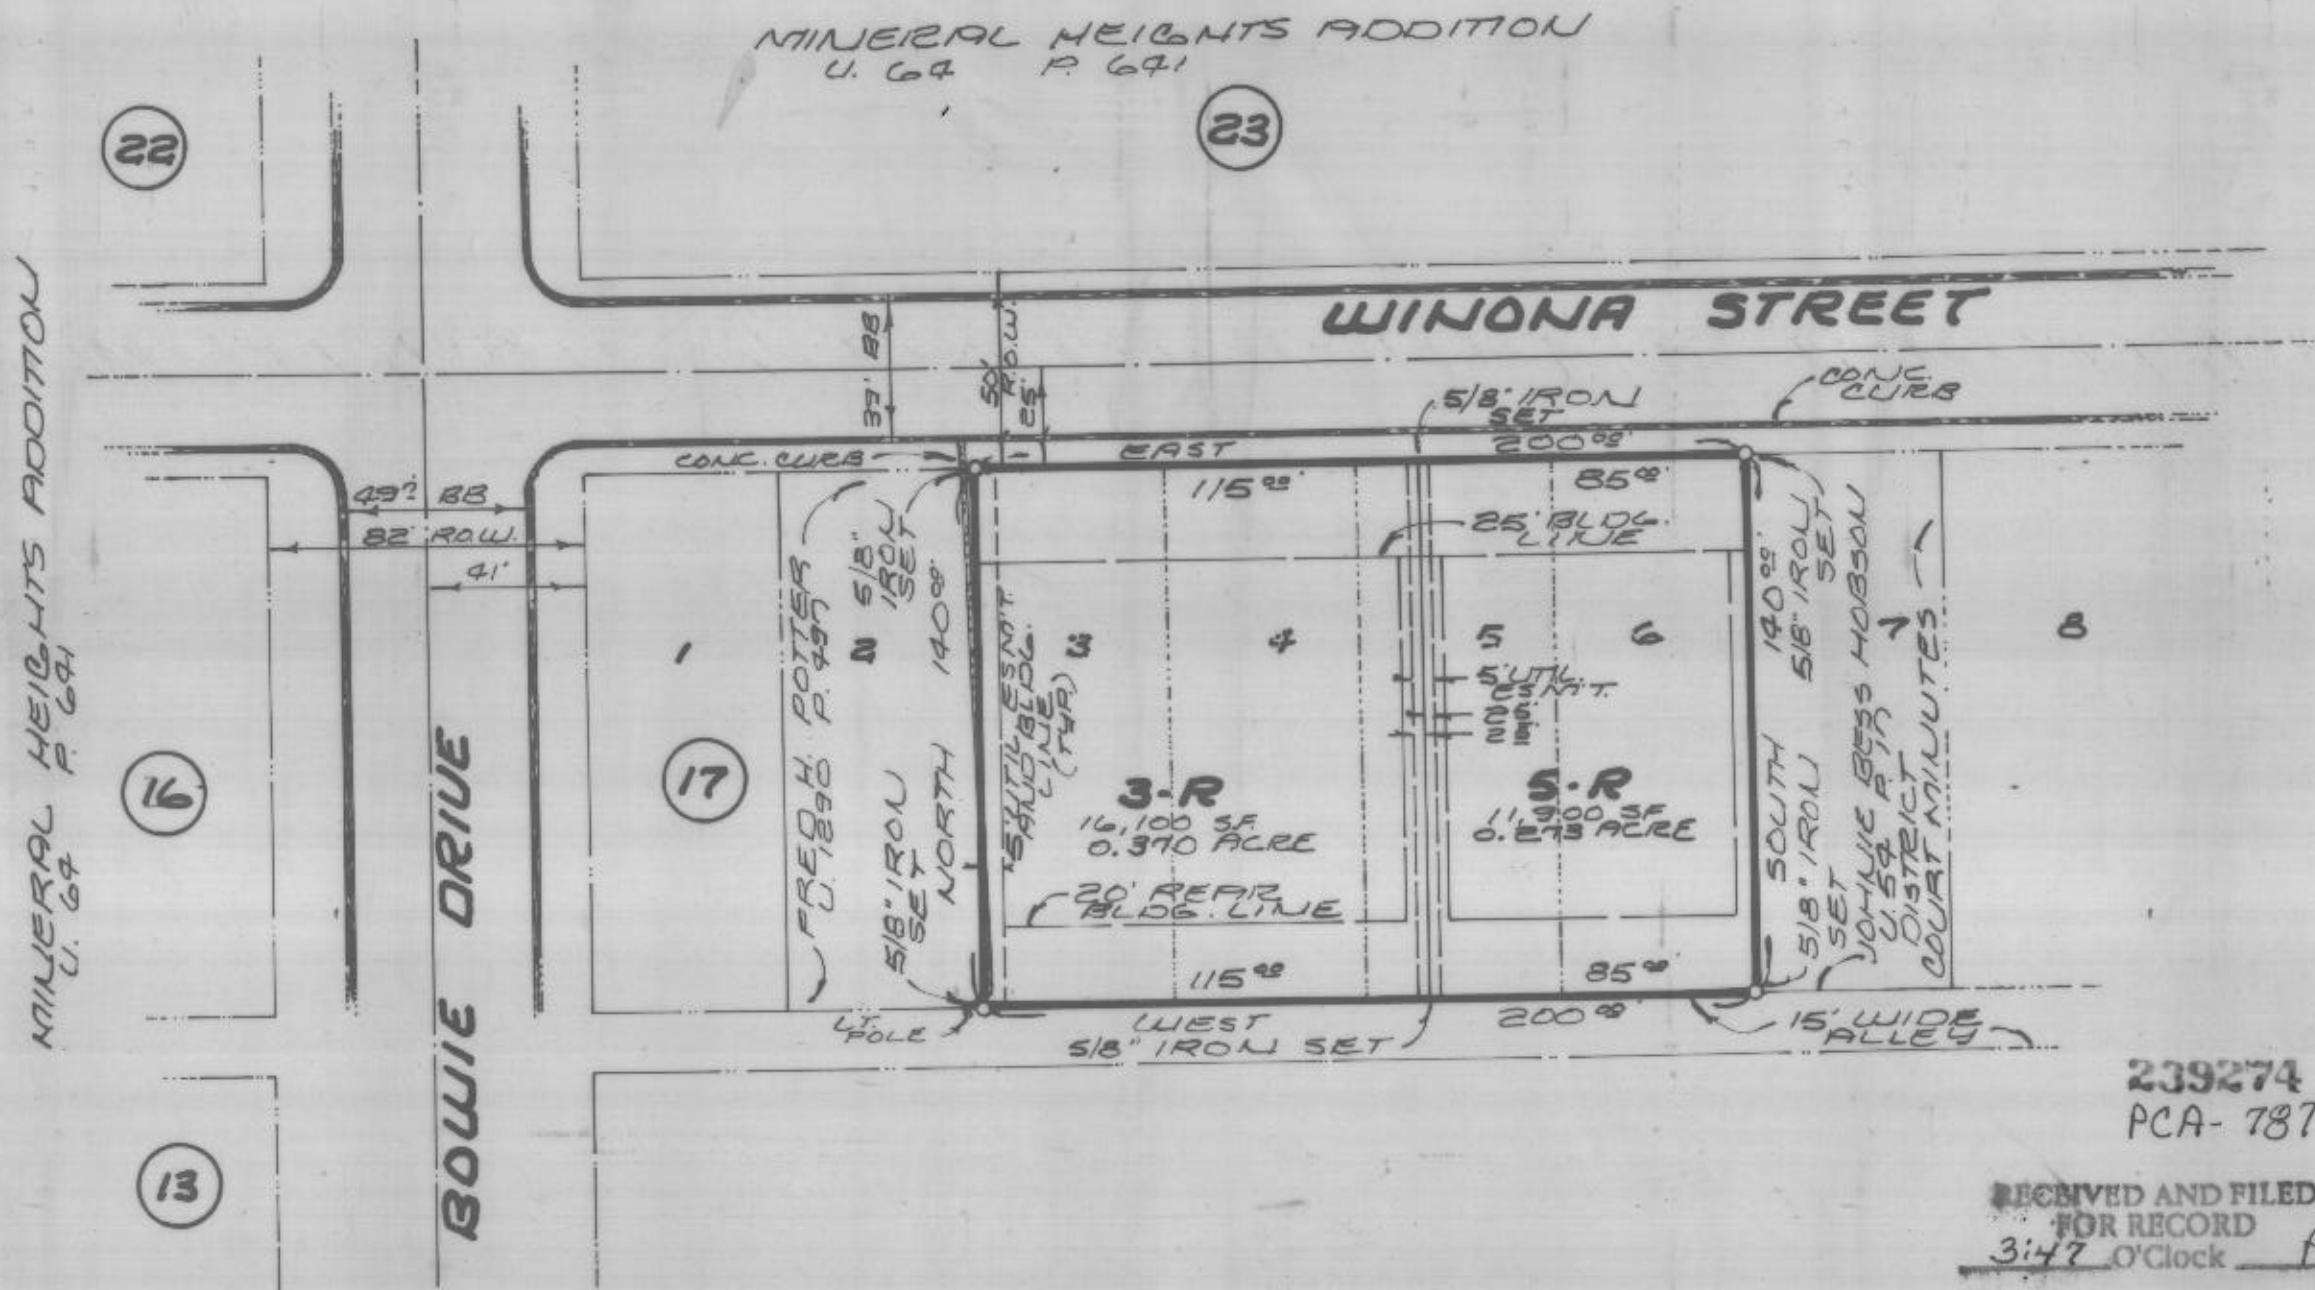 MINERAL HEIGHTS ADDITION
V. 64 P. 641
22
23
MINERAL HEIGHTS ADDITION
V. 64 P. 641
WINONA STREET
BB
50' R.O.W.
25'
5/8" IRON
SET
CONC.
CURB
CONC. CURB
EAST
200.00'
115.00'
85.00'
BB
82' R.O.W.
41'
25' BLDG.
LINE
FRED H. POTTER
V. 1290 P. 497
5/8"
IRON
SET
NORTH 140.00'
5/8" IRON
SET
5' UTIL. ESM'T.
AND BLDG.
LINE
(TYP.)
1
2
3
4
5
6
7
8
5' UTIL.
ESM'T.
SOUTH 140.00'
5/8" IRON
SET
5/8" IRON
SET
JOHNNIE BESS HOBSON
V. 54 P. 177
DISTRICT
COURT MINUTES
16
17
BOWIE DRIVE
3-R
16,100 SF.
0.370 ACRE
5-R
11,900 SF
0.273 ACRE
20' REAR
BLDG. LINE
115.00'
85.00'
LT.
POLE
WEST
200.00'
5/8" IRON SET
15' WIDE
ALLEY
13
239274
PCA- 787
RECEIVED AND FILED
FOR RECORD
3:47 O'Clock